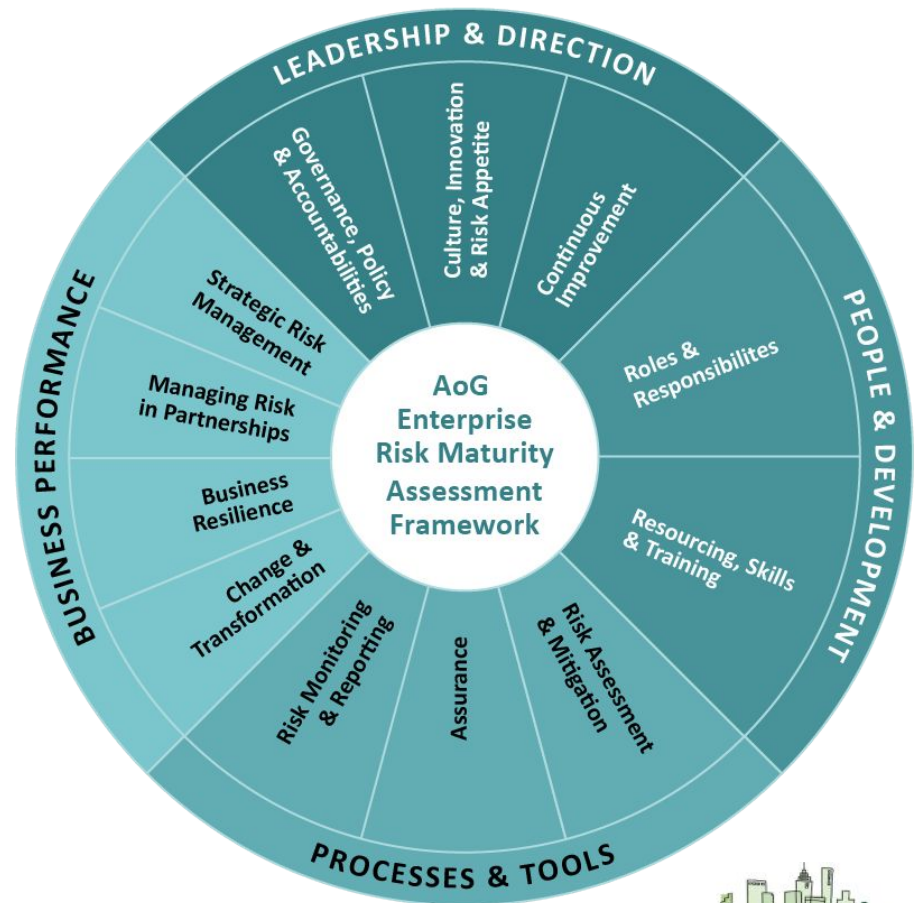 LEADERSHIP & DIRECTION
Governance, Policy
& Accountabilities
Culture, Innovation
& Risk Appetite
Continuous
Improvement
PEOPLE & DEVELOPMENT
Roles &
Responsibilites
Resourcing, Skills
& Training
PROCESSES & TOOLS
Risk Assessment
& Mitigation
Assurance
Risk Monitoring
& Reporting
BUSINESS PERFORMANCE
Change &
Transformation
Business
Resilience
Managing Risk
in Partnerships
Strategic Risk
Management
AoG
Enterprise
Risk Maturity
Assessment
Framework